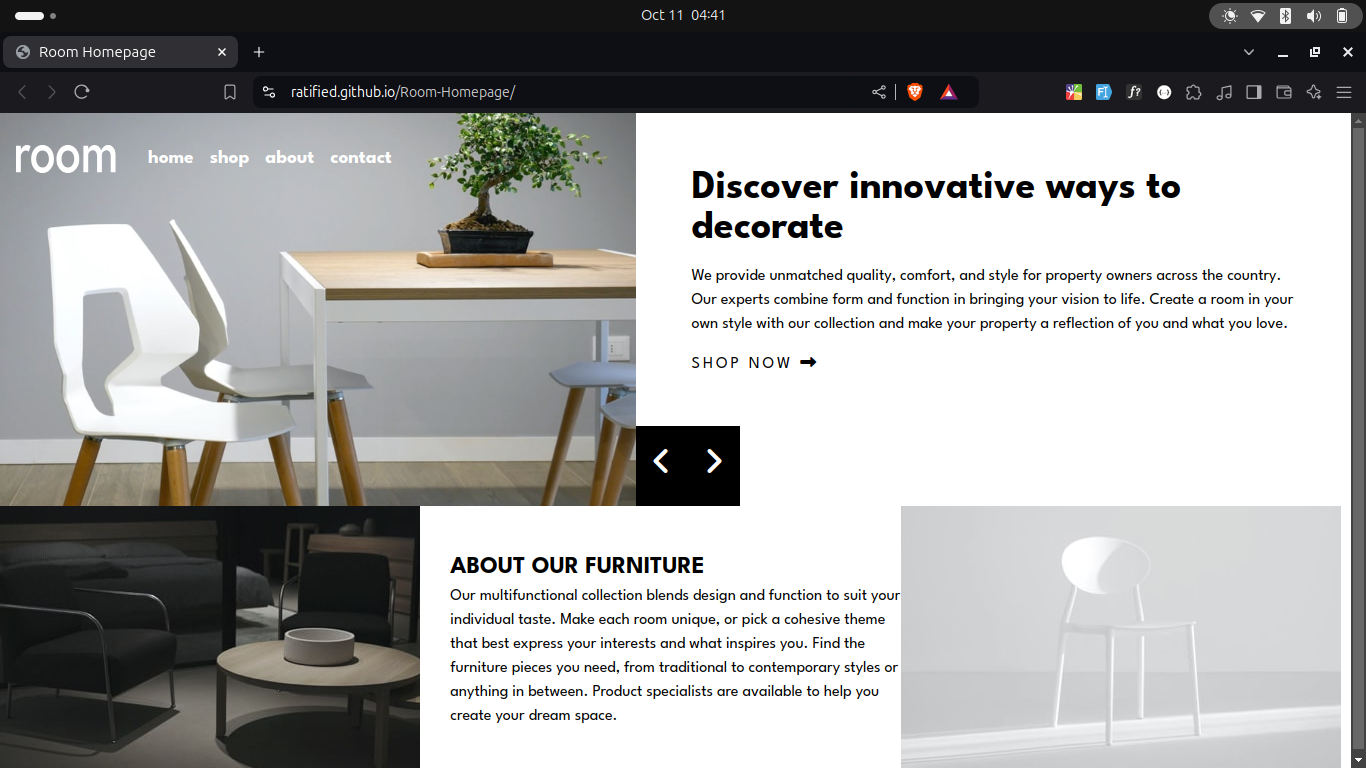 Oct 11 04:41
Room Homepage
ratified.github.io/Room-Homepage/
room home shop about contact
Discover innovative ways to
decorate
We provide unmatched quality, comfort, and style for property owners across the country.
Our experts combine form and function in bringing your vision to life. Create a room in your
own style with our collection and make your property a reflection of you and what you love.
SHOP NOW
ABOUT OUR FURNITURE
Our multifunctional collection blends design and function to suit your
individual taste. Make each room unique, or pick a cohesive theme
that best express your interests and what inspires you. Find the
furniture pieces you need, from traditional to contemporary styles or
anything in between. Product specialists are available to help you
create your dream space.